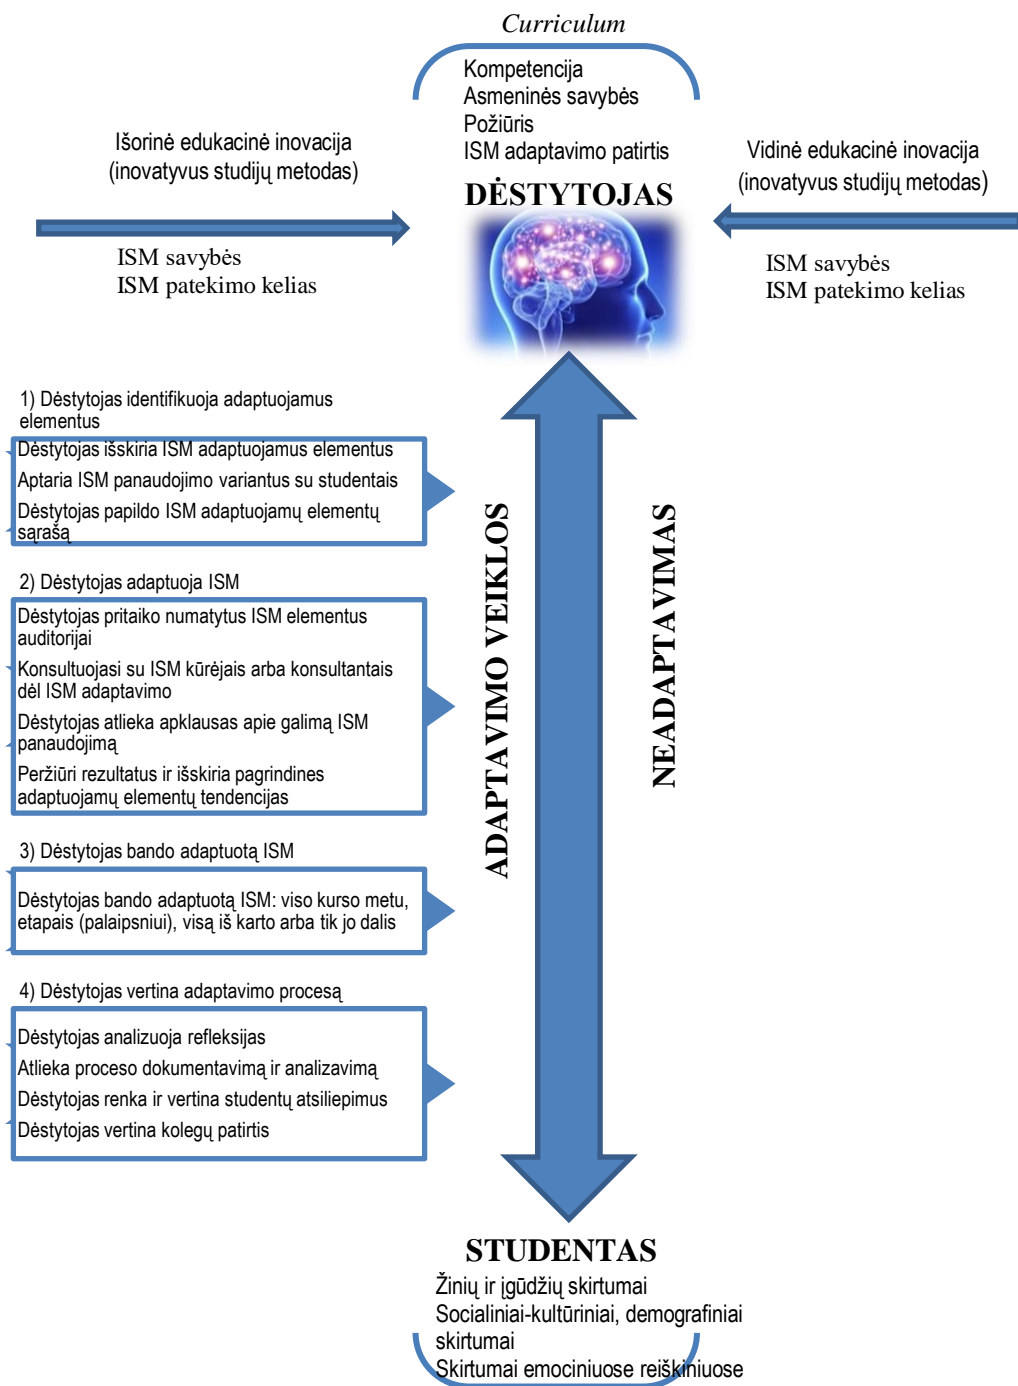 Curriculum
Kompetencija
Asmeninės savybės
Požiūris
ISM adaptavimo patirtis
DĖSTYTOJAS
Išorinė edukacinė inovacija
(inovatyvus studijų metodas)
ISM savybės
ISM patekimo kelias
Vidinė edukacinė inovacija
(inovatyvus studijų metodas)
ISM savybės
ISM patekimo kelias
1) Dėstytojas identifikuoja adaptuojamus
elementus
Dėstytojas išskiria ISM adaptuojamus elementus
Aptaria ISM panaudojimo variantus su studentais
Dėstytojas papildo ISM adaptuojamų elementų
sąrašą
2) Dėstytojas adaptuoja ISM
Dėstytojas pritaiko numatytus ISM elementus
auditorijai
Konsultuojasi su ISM kūrėjais arba konsultantais
dėl ISM adaptavimo
Dėstytojas atlieka apklausas apie galimą ISM
panaudojimą
Peržiūri rezultatus ir išskiria pagrindines
adaptuojamų elementų tendencijas
3) Dėstytojas bando adaptuotą ISM
Dėstytojas bando adaptuotą ISM: viso kurso metu,
etapais (palaipsniui), visą iš karto arba tik jo dalis
4) Dėstytojas vertina adaptavimo procesą
Dėstytojas analizuoja refleksijas
Atlieka proceso dokumentavimą ir analizavimą
Dėstytojas renka ir vertina studentų atsiliepimus
Dėstytojas vertina kolegų patirtis
ADAPTAVIMO VEIKLOS
NEADAPTAVIMAS
STUDENTAS
Žinių ir įgūdžių skirtumai
Socialiniai-kultūriniai, demografiniai
skirtumai
Skirtumai emociniuose reiškiniuose